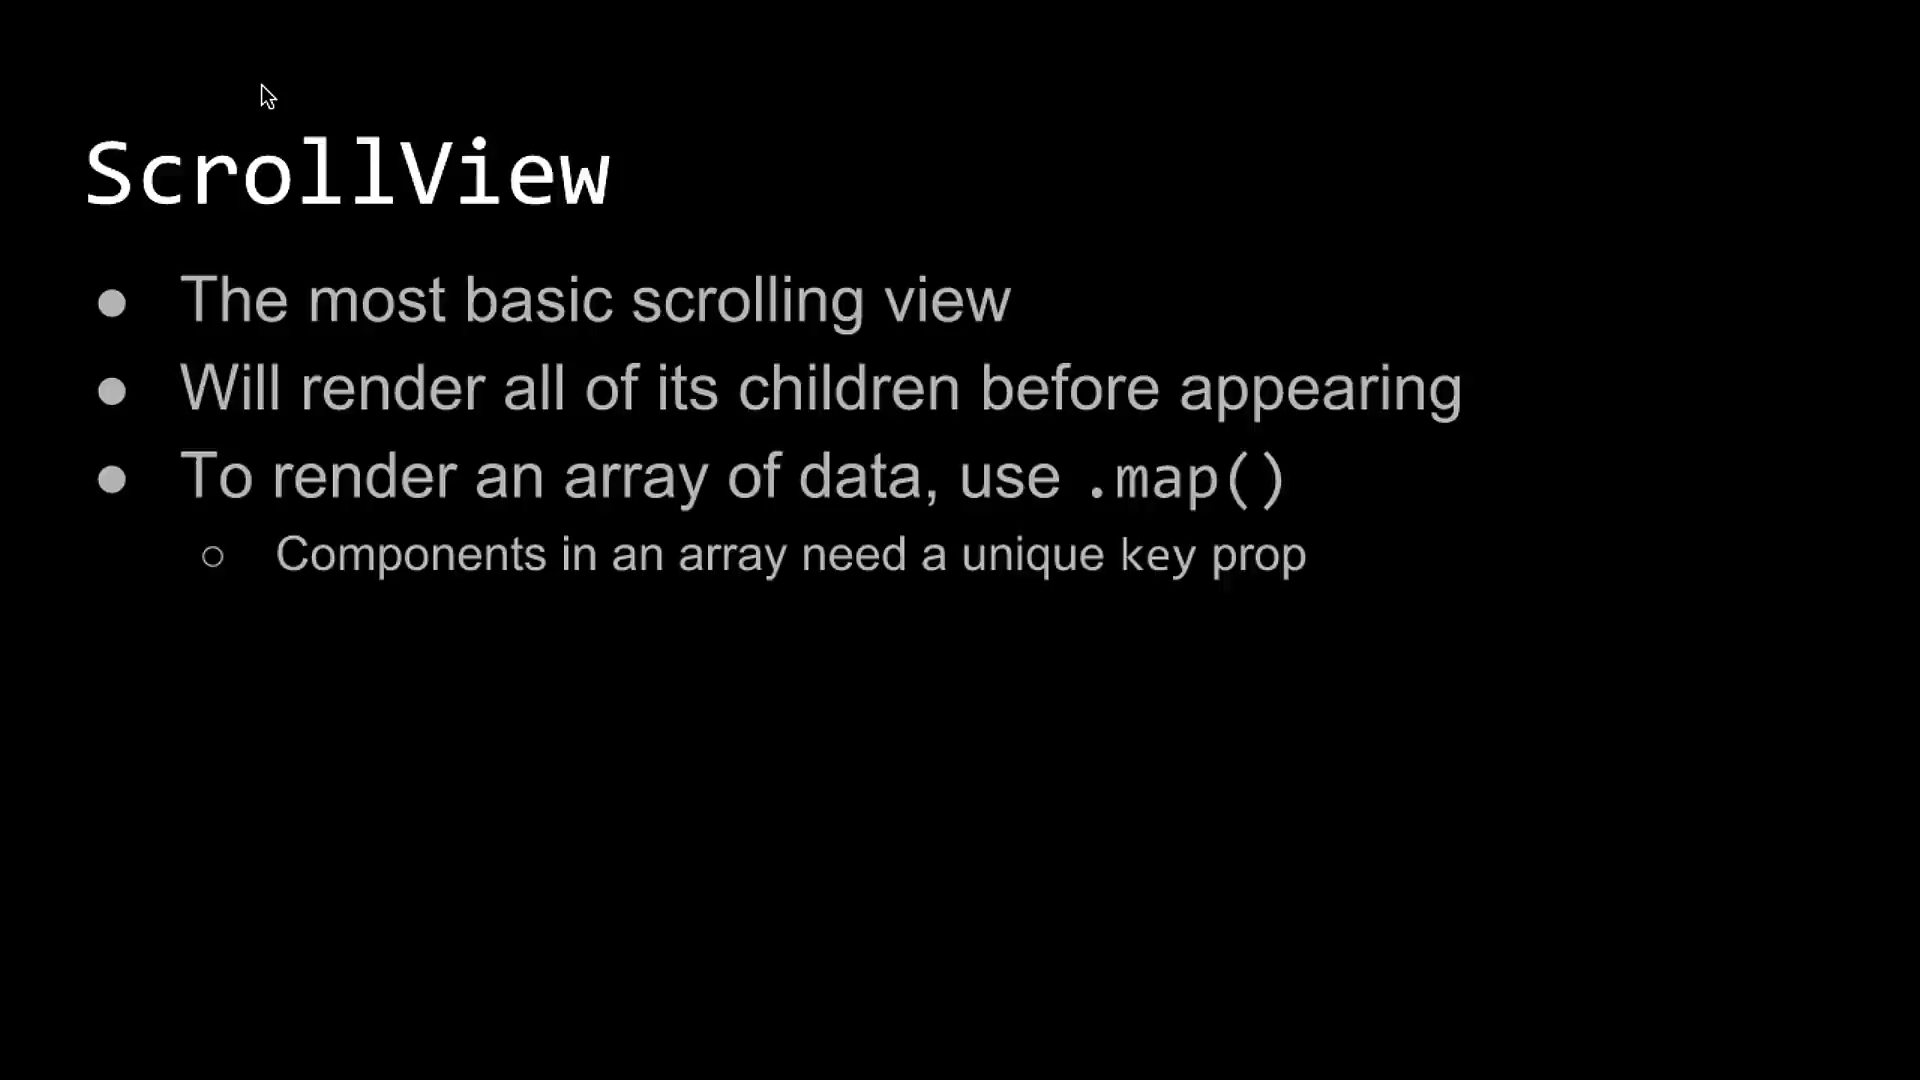 ScrollView
● The most basic scrolling view
● Will render all of its children before appearing
● To render an array of data, use .map()
○ Components in an array need a unique key prop